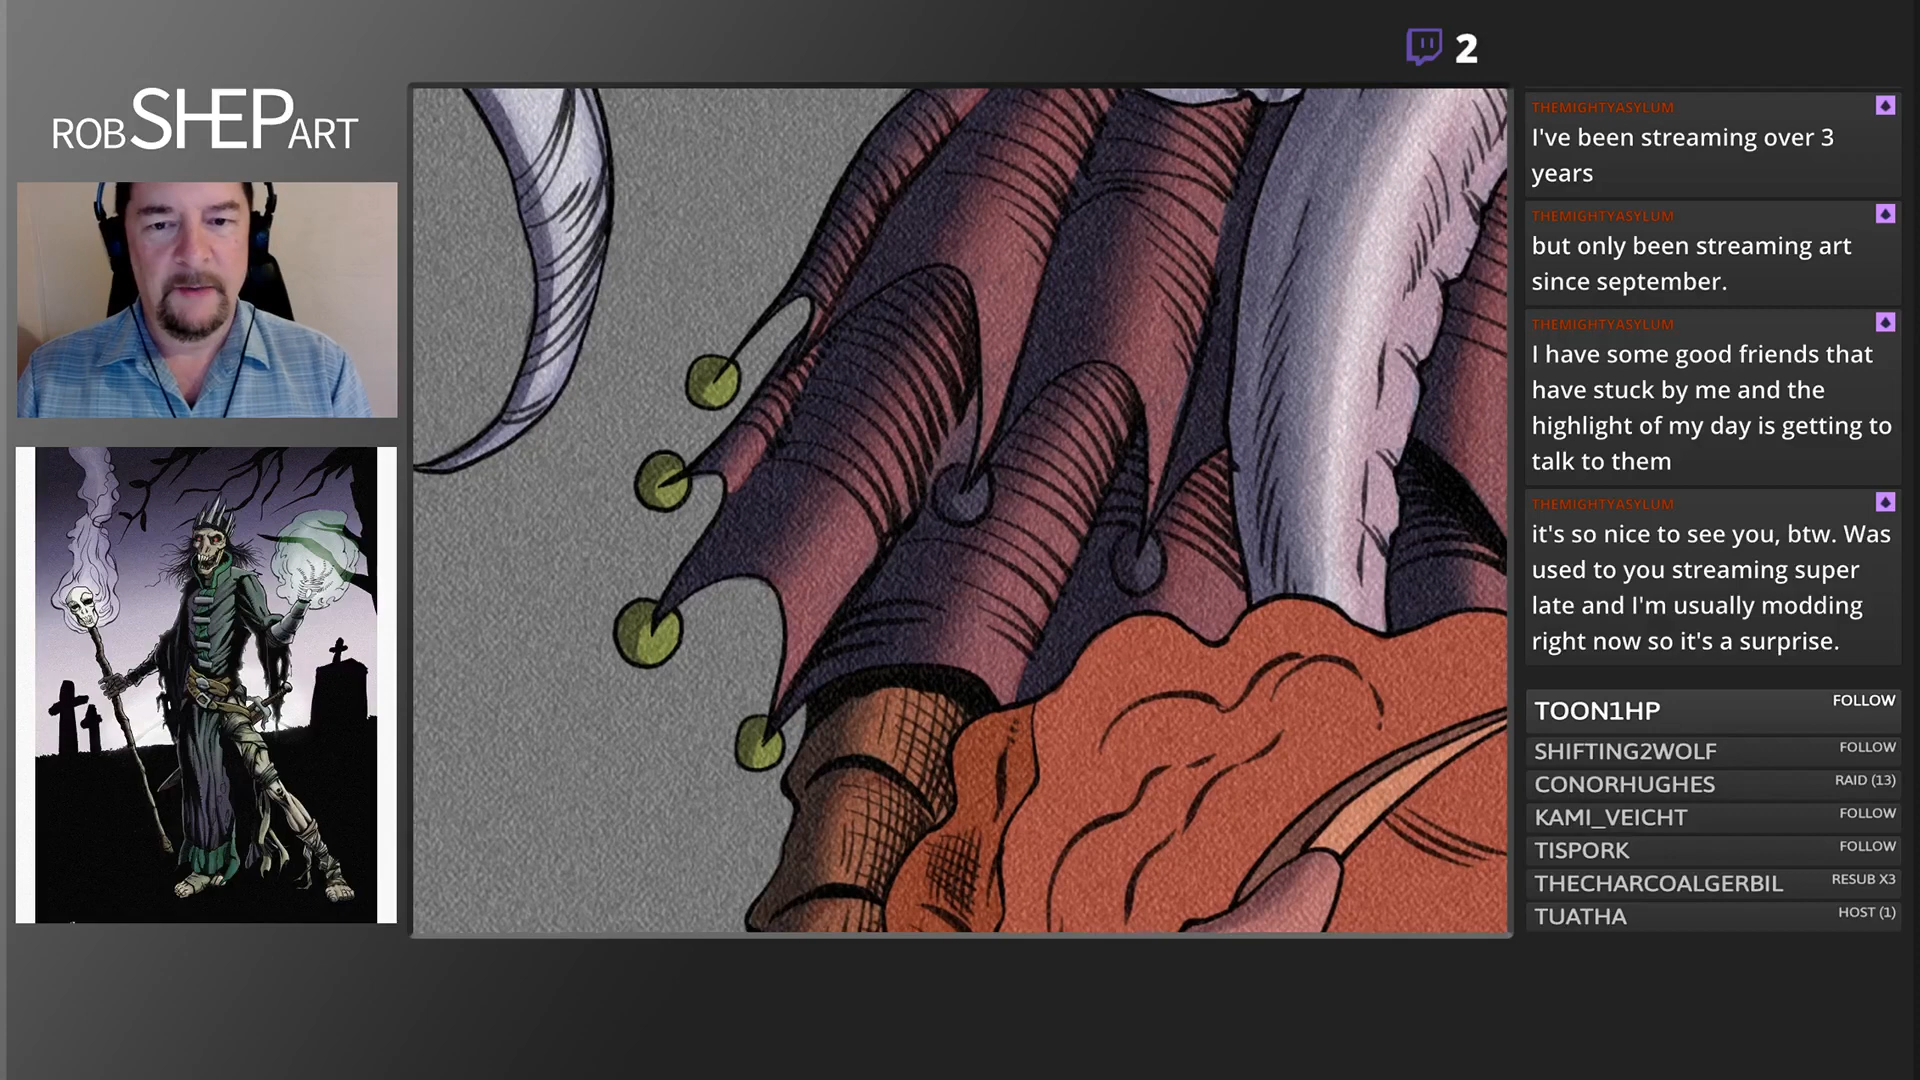 2
ROB SHEP ART
THEMIGHTYASYLUM
I've been streaming over 3
years
THEMIGHTYASYLUM
but only been streaming art
since september.
THEMIGHTYASYLUM
I have some good friends that
have stuck by me and the
highlight of my day is getting to
talk to them
THEMIGHTYASYLUM
it's so nice to see you, btw. Was
used to you streaming super
late and I'm usually modding
right now so it's a surprise.
TOON1HP FOLLOW
SHIFTING2WOLF FOLLOW
CONORHUGHES RAID (13)
KAMI_VEICHT FOLLOW
TISPORK FOLLOW
THECHARCOALGERBIL RESUB X3
TUATHA HOST (1)